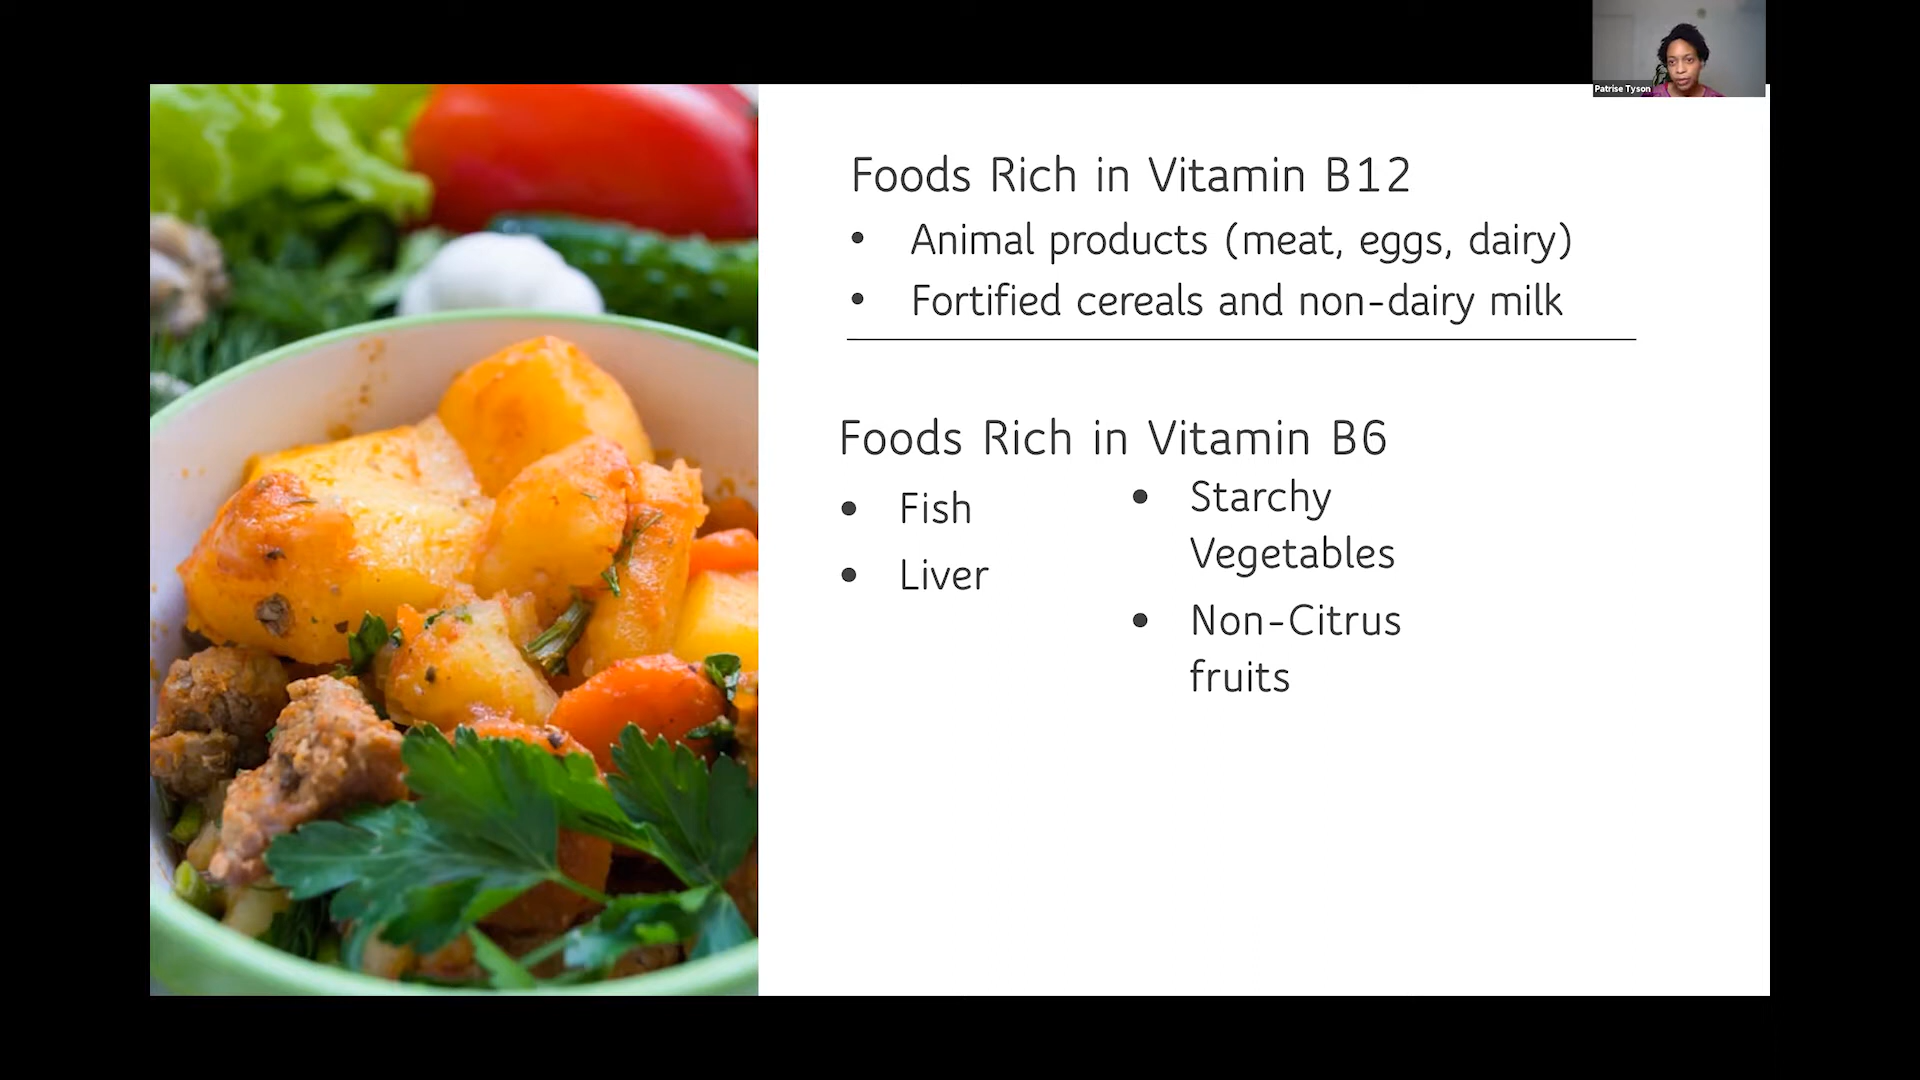 Patrise Tyson
Foods Rich in Vitamin B12
• Animal products (meat, eggs, dairy)
• Fortified cereals and non-dairy milk
Foods Rich in Vitamin B6
• Fish
• Liver
• Starchy
Vegetables
• Non-Citrus
fruits